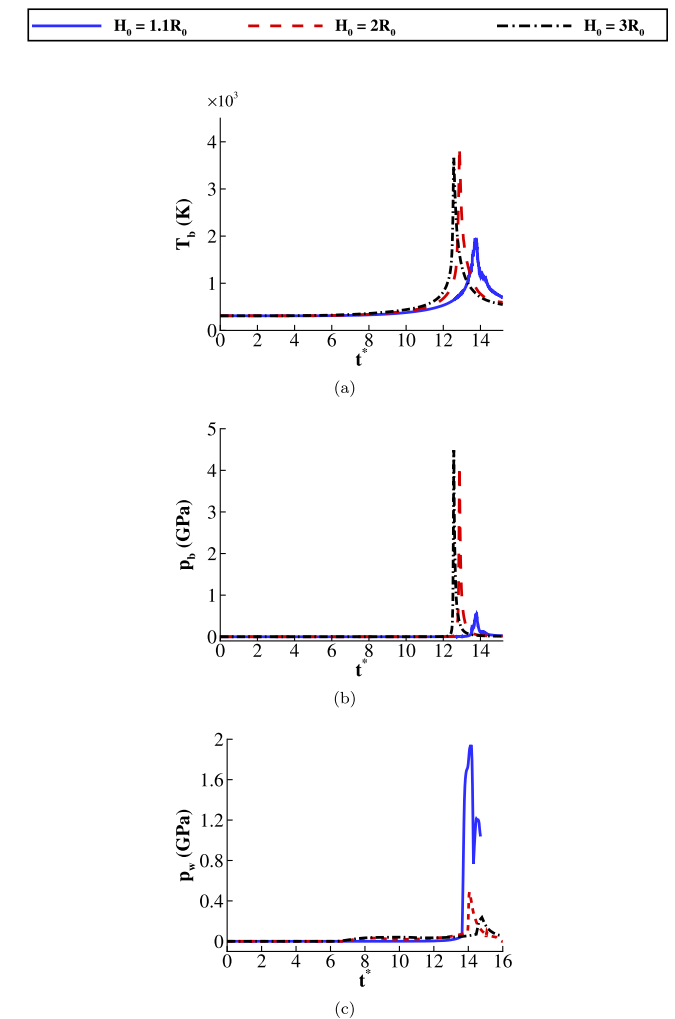 H₀ = 1.1R₀ H₀ = 2R₀ H₀ = 3R₀
×10³
4
3
2
1
0
T_b (K)
0 2 4 6 8 10 12 14
t*
(a)
5
4
3
2
1
0
p_b (GPa)
0 2 4 6 8 10 12 14
t*
(b)
2
1.6
1.2
0.8
0.4
0
p_w (GPa)
0 2 4 6 8 10 12 14 16
t*
(c)